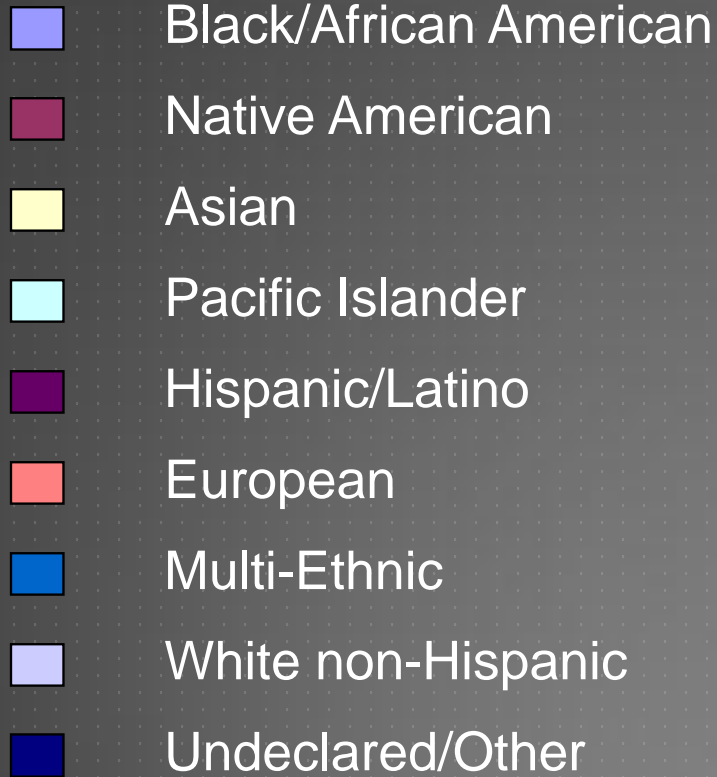 Black/African American
Native American
Asian
Pacific Islander
Hispanic/Latino
European
Multi-Ethnic
White non-Hispanic
Undeclared/Other